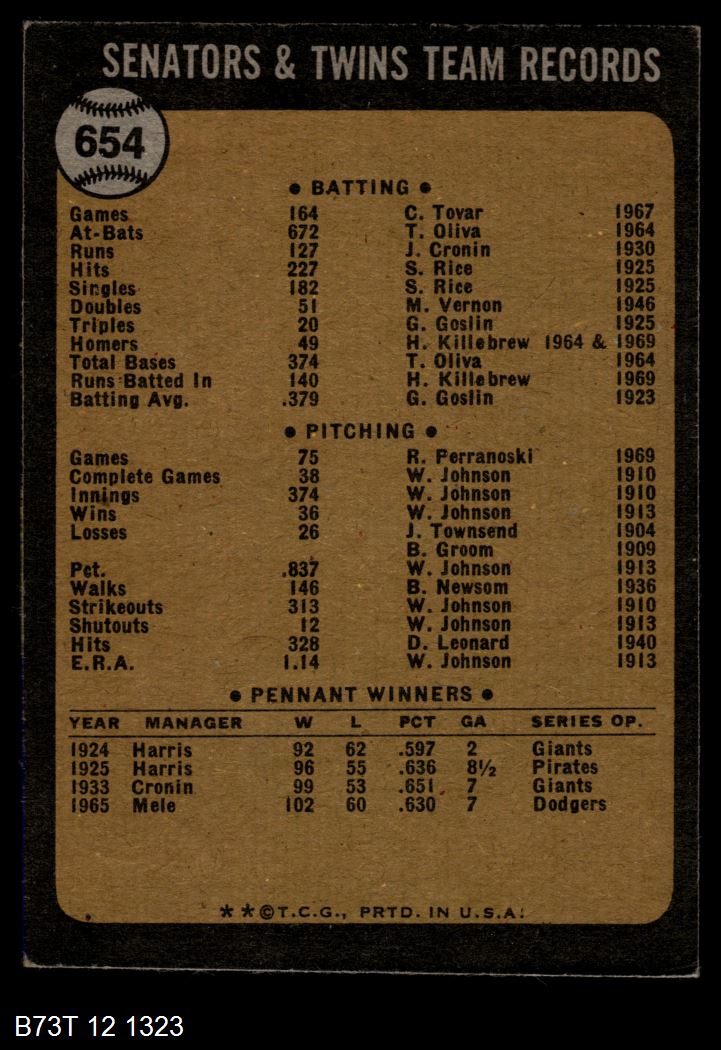 SENATORS & TWINS TEAM RECORDS
654
• BATTING •
Games 164 C. Tovar 1967
At-Bats 672 T. Oliva 1964
Runs 127 J. Cronin 1930
Hits 227 S. Rice 1925
Singles 182 S. Rice 1925
Doubles 51 M. Vernon 1946
Triples 20 G. Goslin 1925
Homers 49 H. Killebrew 1964 & 1969
Total Bases 374 T. Oliva 1964
Runs Batted In 140 H. Killebrew 1969
Batting Avg. .379 G. Goslin 1923
• PITCHING •
Games 75 R. Perranoski 1969
Complete Games 38 W. Johnson 1910
Innings 374 W. Johnson 1910
Wins 36 W. Johnson 1913
Losses 26 J. Townsend 1904
B. Groom 1909
Pct. .837 W. Johnson 1913
Walks 146 B. Newsom 1936
Strikeouts 313 W. Johnson 1910
Shutouts 12 W. Johnson 1913
Hits 328 D. Leonard 1940
E.R.A. 1.14 W. Johnson 1913
• PENNANT WINNERS •
YEAR MANAGER W L PCT GA SERIES OP.
1924 Harris 92 62 .597 2 Giants
1925 Harris 96 55 .636 8½ Pirates
1933 Cronin 99 53 .651 7 Giants
1965 Mele 102 60 .630 7 Dodgers
**©T.C.G., PRTD. IN U.S.A.
B73T 12 1323